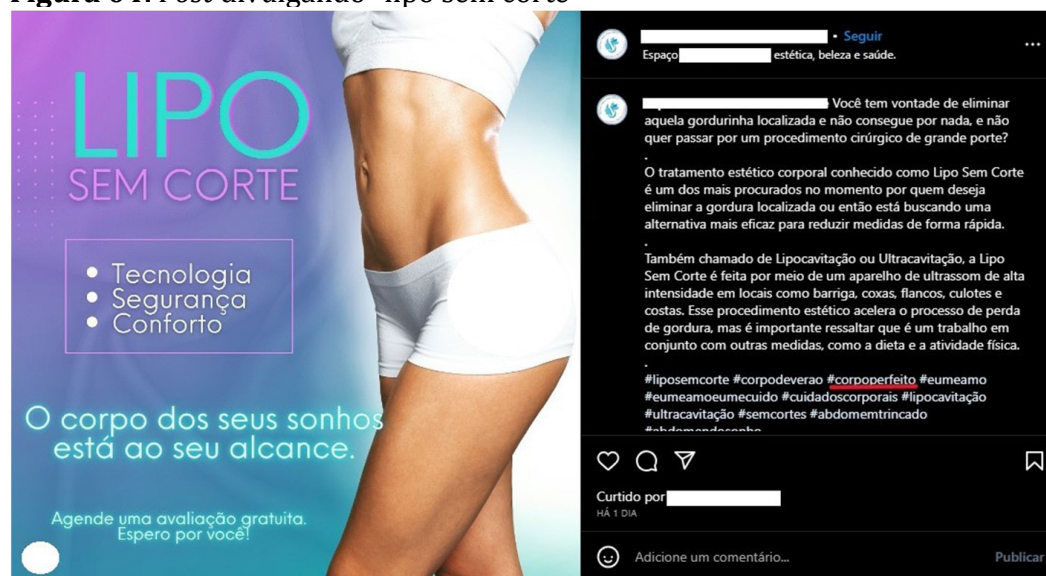 LIPO
SEM CORTE
• Tecnologia
• Segurança
• Conforto
O corpo dos seus sonhos
está ao seu alcance.
Agende uma avaliação gratuita.
Espero por você!
• Seguir
Espaço estética, beleza e saúde.
Você tem vontade de eliminar
aquela gordurinha localizada e não consegue por nada, e não
quer passar por um procedimento cirúrgico de grande porte?
.
O tratamento estético corporal conhecido como Lipo Sem Corte
é um dos mais procurados no momento por quem deseja
eliminar a gordura localizada ou então está buscando uma
alternativa mais eficaz para reduzir medidas de forma rápida.
.
Também chamado de Lipocavitação ou Ultracavitação, a Lipo
Sem Corte é feita por meio de um aparelho de ultrassom de alta
intensidade em locais como barriga, coxas, flancos, culotes e
costas. Esse procedimento estético acelera o processo de perda
de gordura, mas é importante ressaltar que é um trabalho em
conjunto com outras medidas, como a dieta e a atividade física.
.
#liposemcorte #corpodeverao #corpoperfeito #eumeamo
#eumeamoeumecuido #cuidadoscorporais #lipocavitação
#ultracavitação #semcortes #abdomemtrincado
Curtido por
HÁ 1 DIA
Adicione um comentário...
Publicar